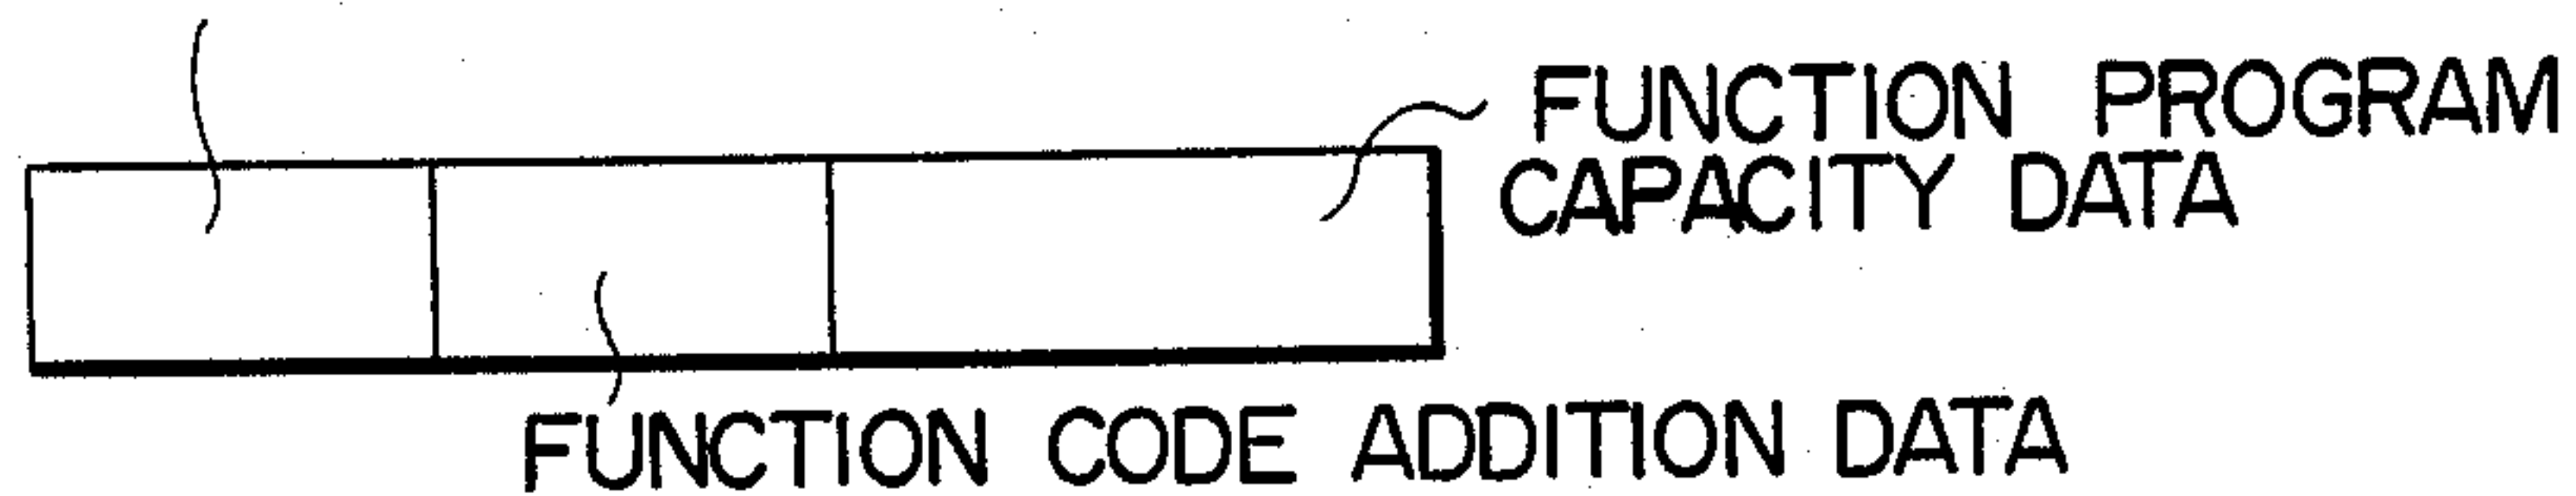 FUNCTION PROGRAM
CAPACITY DATA
FUNCTION CODE ADDITION DATA